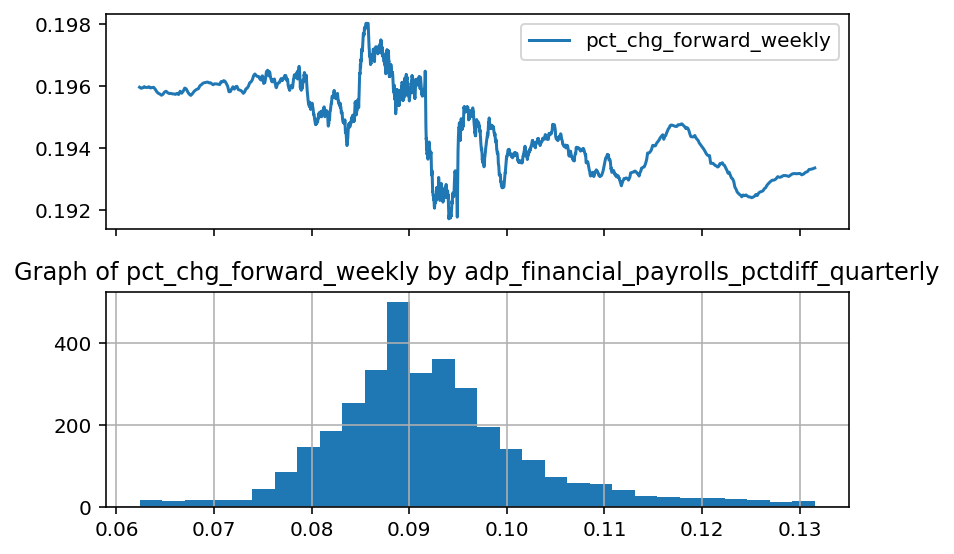 0.198
pct_chg_forward_weekly
0.196
0.194
0.192
Graph of pct_chg_forward_weekly by adp_financial_payrolls_pctdiff_quarterly
400
200
0
0.06 0.07 0.08 0.09 0.10 0.11 0.12 0.13